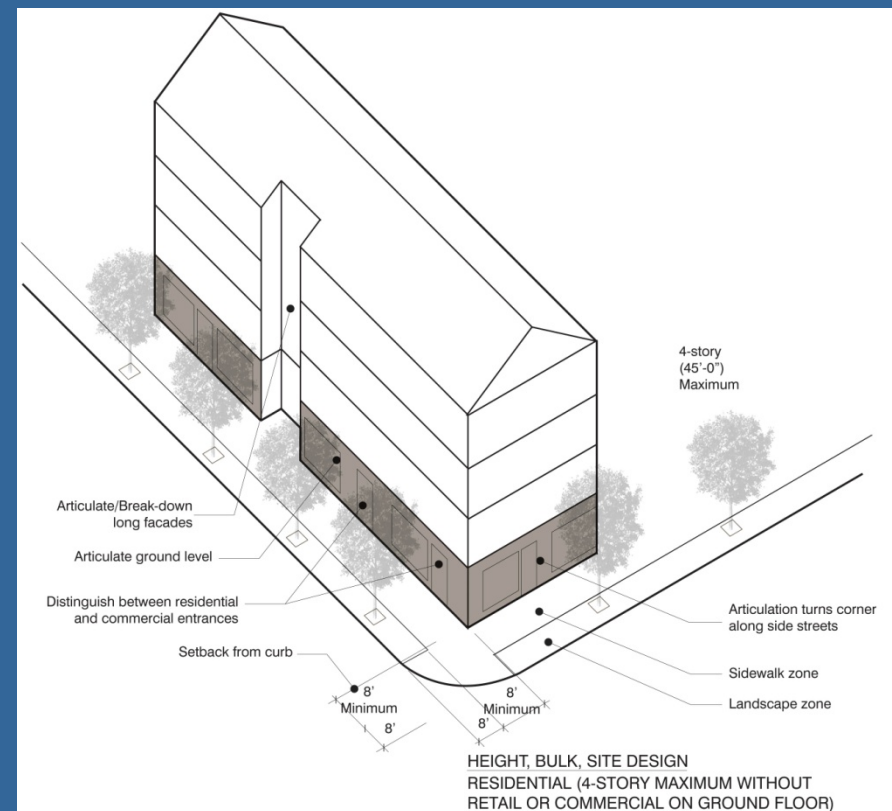 4-story
(45'-0")
Maximum
Articulate/Break-down
long facades
Articulate ground level
Distinguish between residential
and commercial entrances
Setback from curb
Articulation turns corner
along side streets
Sidewalk zone
Landscape zone
8'
Minimum
8'
8'
Minimum
8'
HEIGHT, BULK, SITE DESIGN
RESIDENTIAL (4-STORY MAXIMUM WITHOUT
RETAIL OR COMMERCIAL ON GROUND FLOOR)